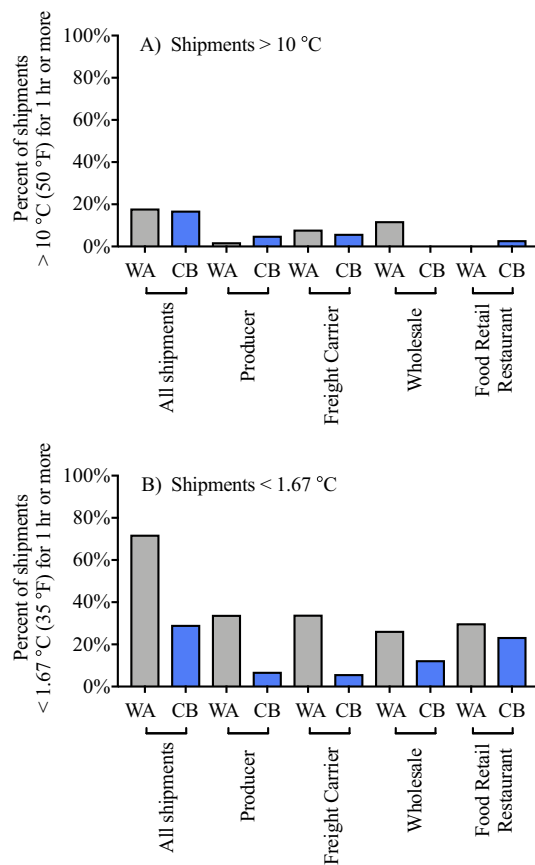 A) Shipments > 10 °C
Percent of shipments
> 10 °C (50 °F) for 1 hr or more
100%
80%
60%
40%
20%
0%
WA CB WA CB WA CB WA CB WA CB
All shipments
Producer
Freight Carrier
Wholesale
Food Retail
Restaurant
B) Shipments < 1.67 °C
Percent of shipments
< 1.67 °C (35 °F) for 1 hr or more
100%
80%
60%
40%
20%
0%
WA CB WA CB WA CB WA CB WA CB
All shipments
Producer
Freight Carrier
Wholesale
Food Retail
Restaurant